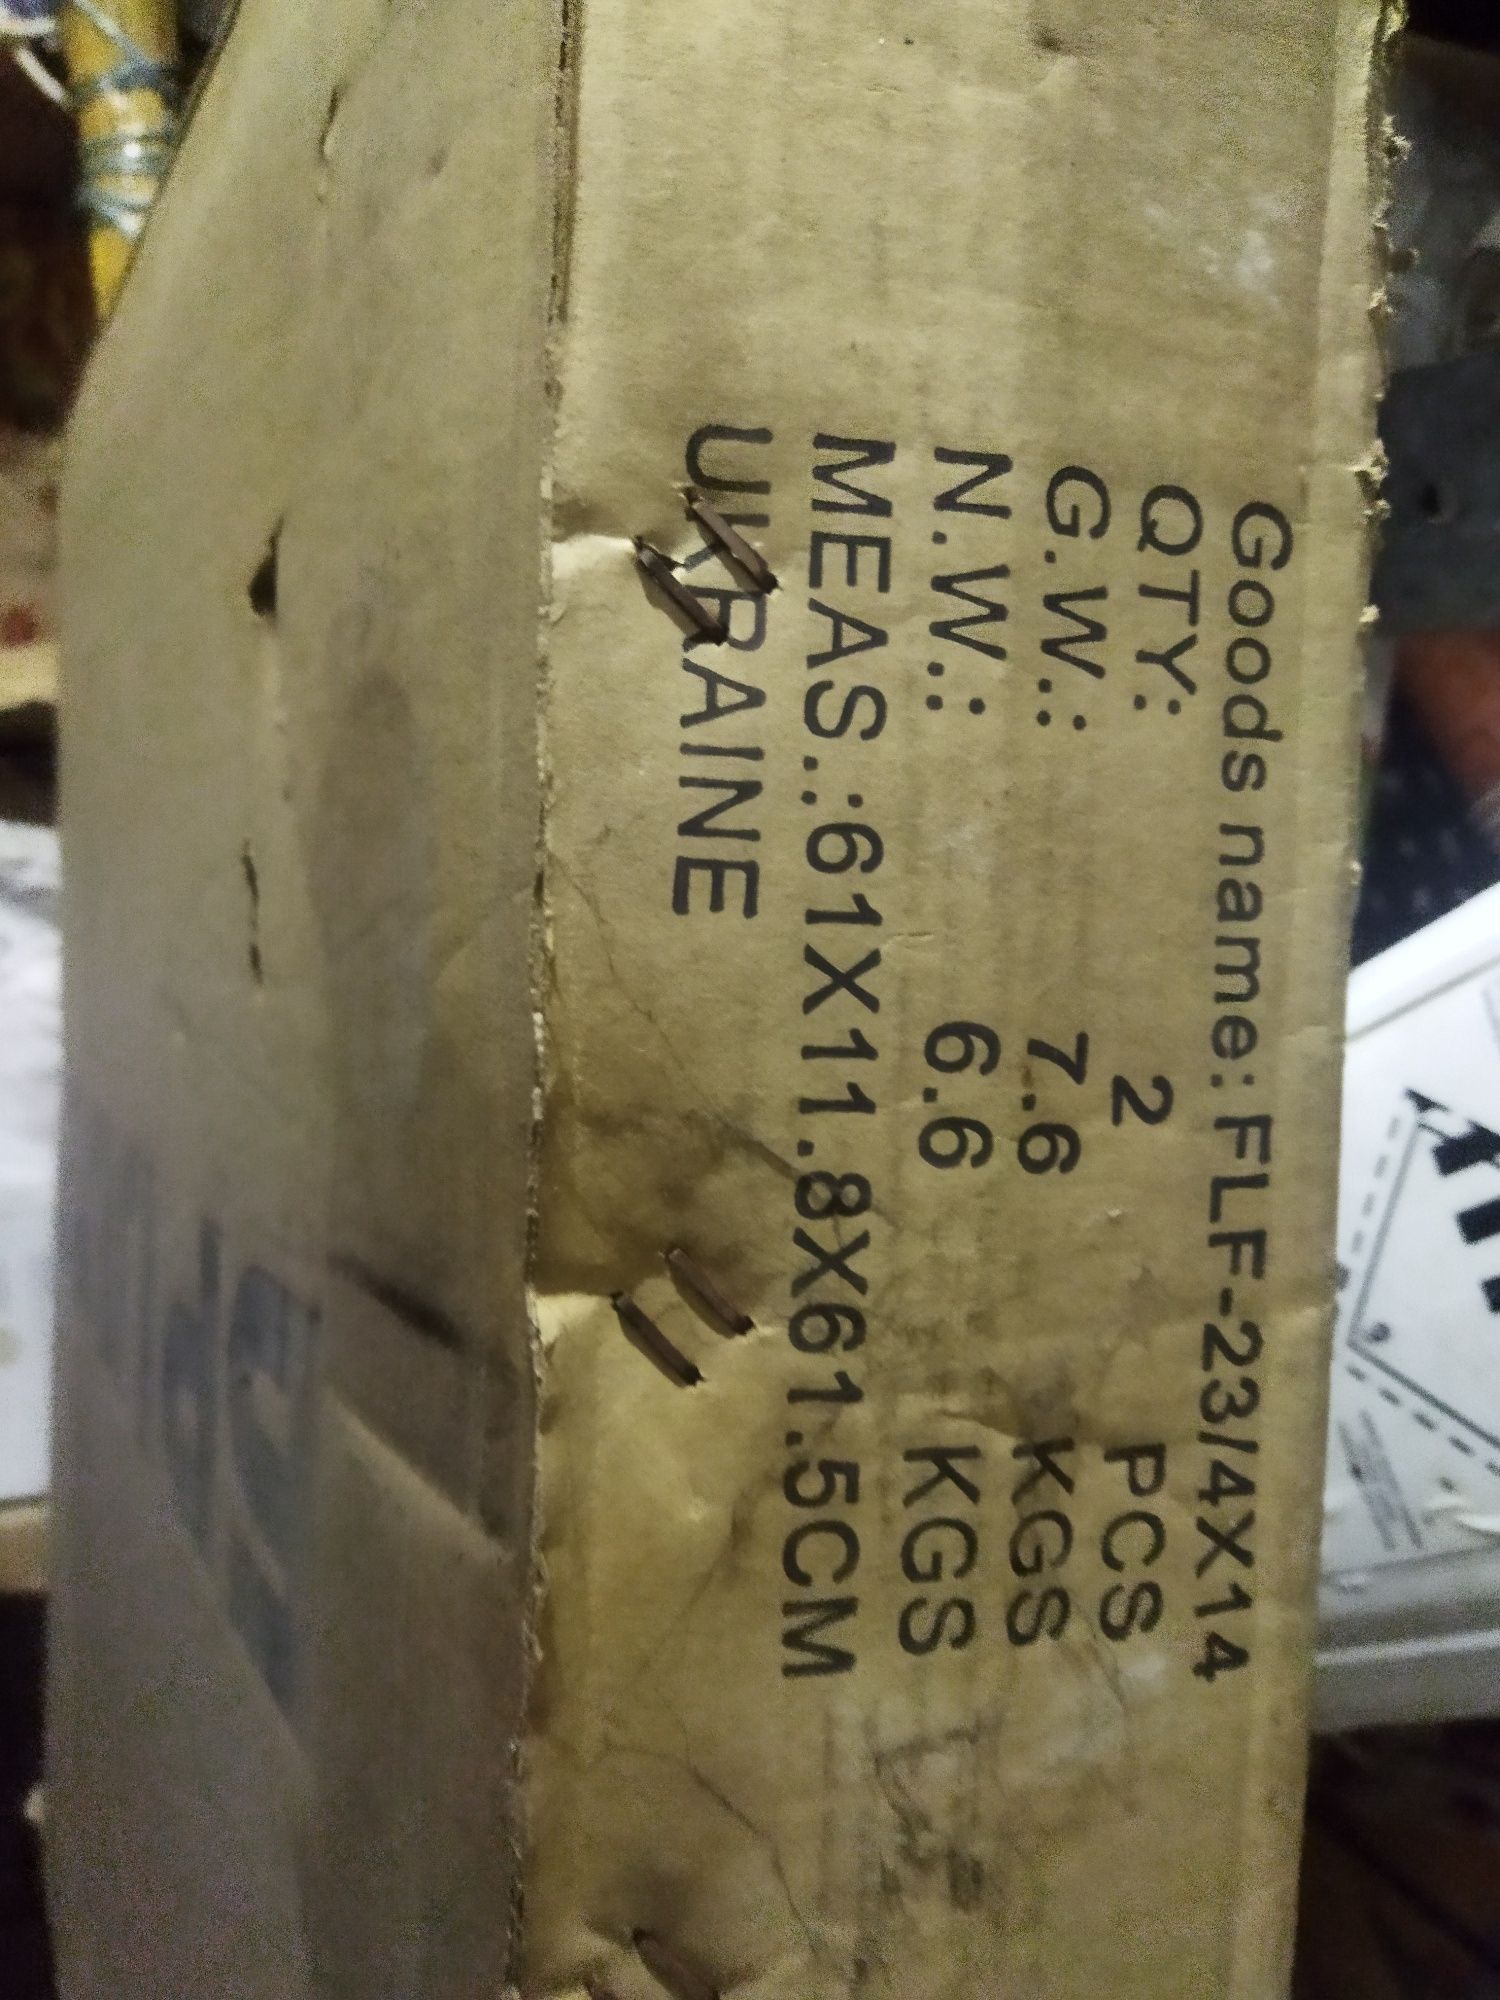 Goods name: FLF-23/4X14
QTY: 2 PCS
G.W.: 7.6 KGS
N.W.: 6.6 KGS
MEAS.:61X11.8X61.5CM
UKRAINE